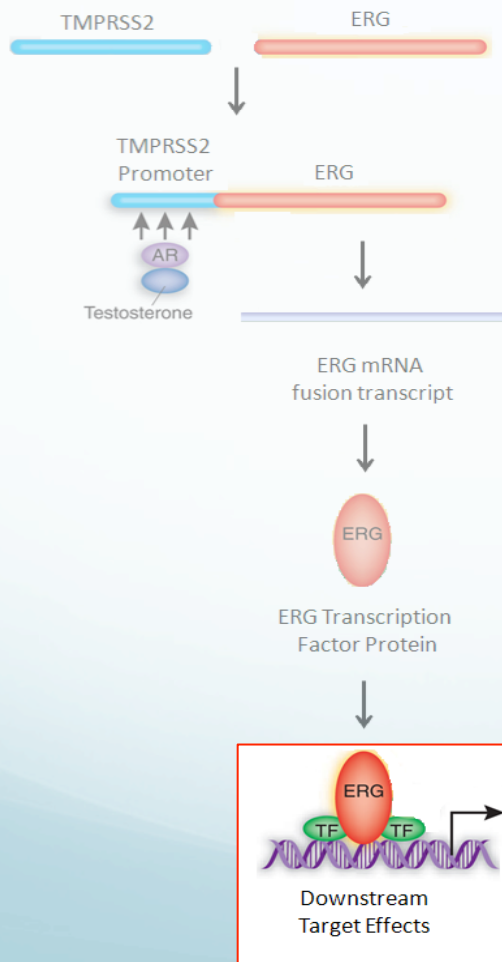 TMPRSS2
ERG
TMPRSS2
Promoter
ERG
AR
Testosterone
ERG mRNA
fusion transcript
ERG
ERG Transcription
Factor Protein
ERG
TF
TF
Downstream
Target Effects